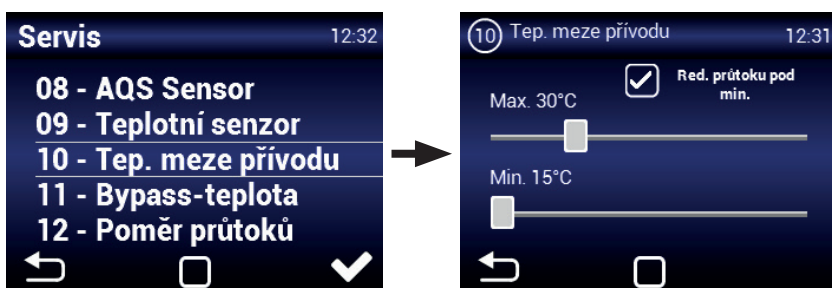 Servis 12:32
08 - AQS Sensor
09 - Teplotní senzor
10 - Tep. meze přívodu
11 - Bypass-teplota
12 - Poměr průtoků
10 Tep. meze přívodu 12:31
Red. průtoku pod
min.
Max. 30°C
Min. 15°C